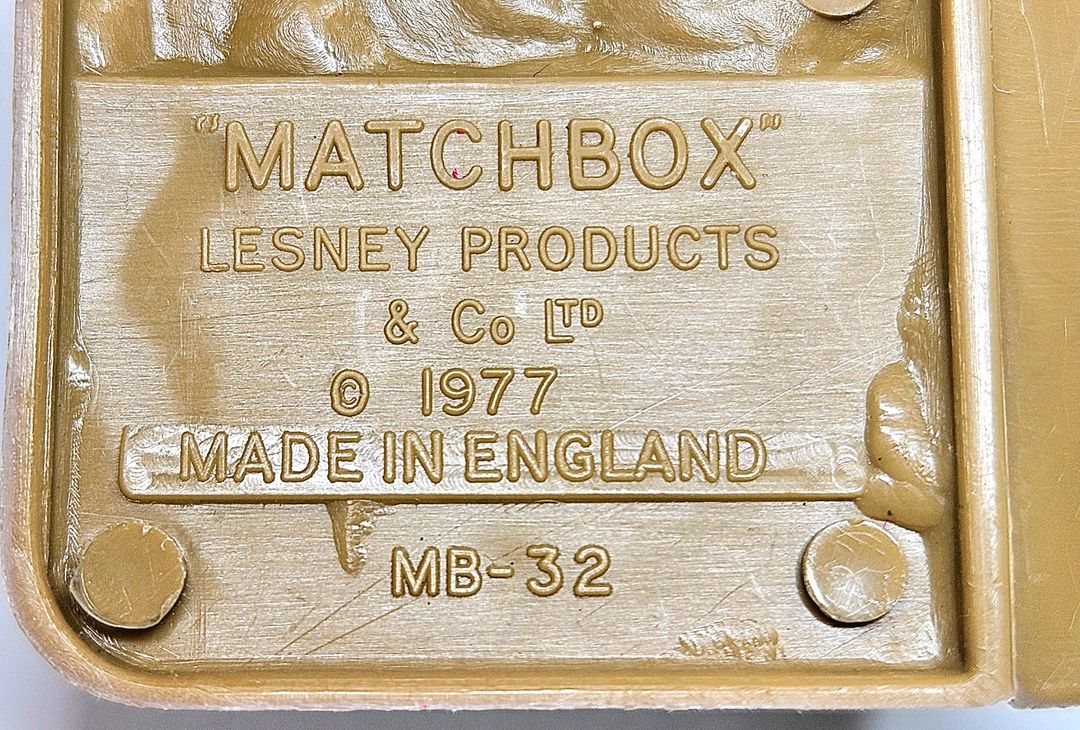 "MATCHBOX"
LESNEY PRODUCTS
& Co LTD
© 1977
MADE IN ENGLAND
MB-32